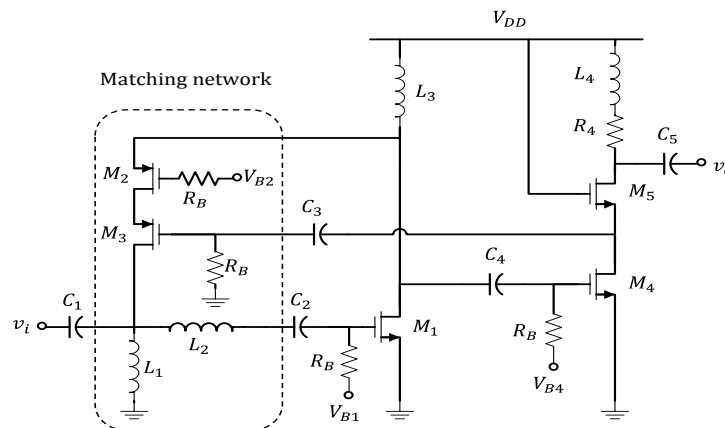 V_DD
Matching network
L_3
L_4
R_4
C_5
v
M_2
V_B2
R_B
M_5
M_3
C_3
R_B
C_4
M_4
C_1
C_2
v_i
M_1
L_2
R_B
R_B
L_1
V_B1
V_B4